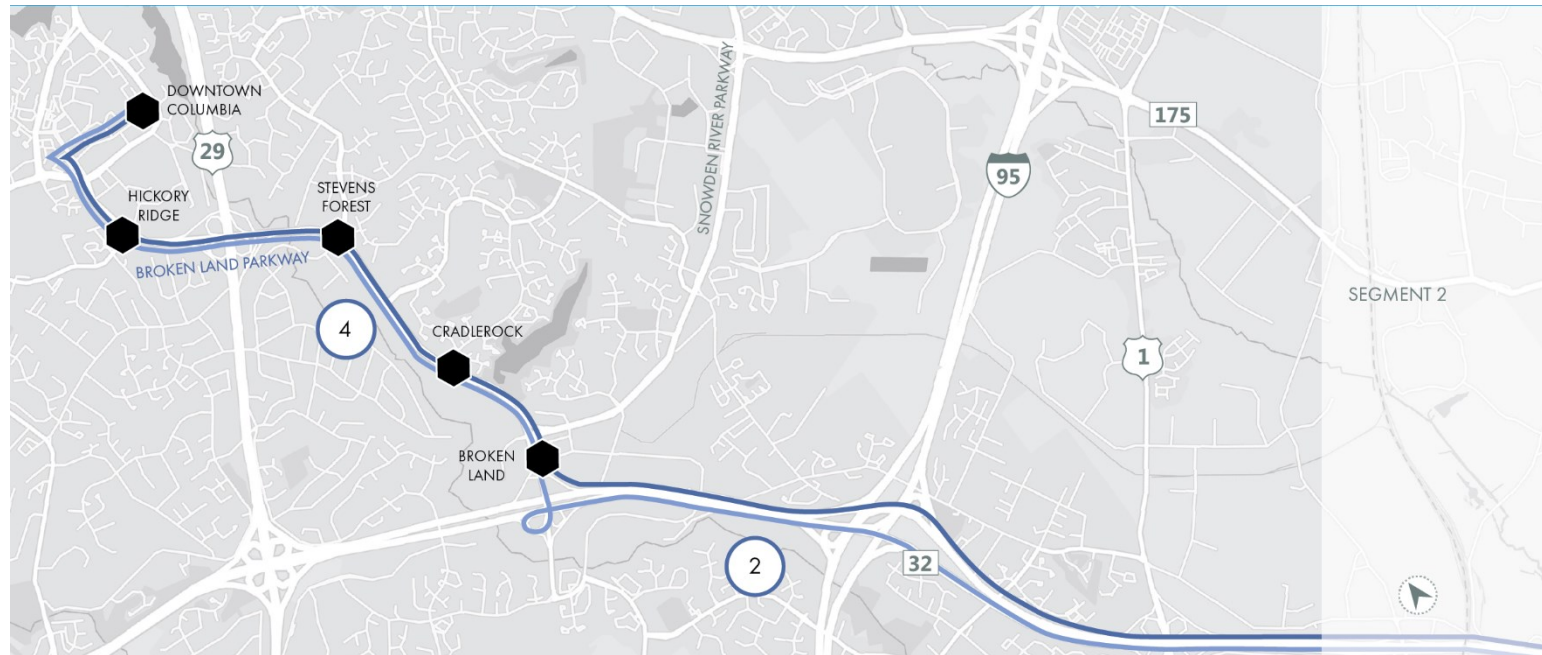 DOWNTOWN
COLUMBIA
29
175
SNOWDEN RIVER PARKWAY
95
HICKORY
RIDGE
STEVENS
FOREST
BROKEN LAND PARKWAY
SEGMENT 2
4
CRADLEROCK
1
BROKEN
LAND
2
32